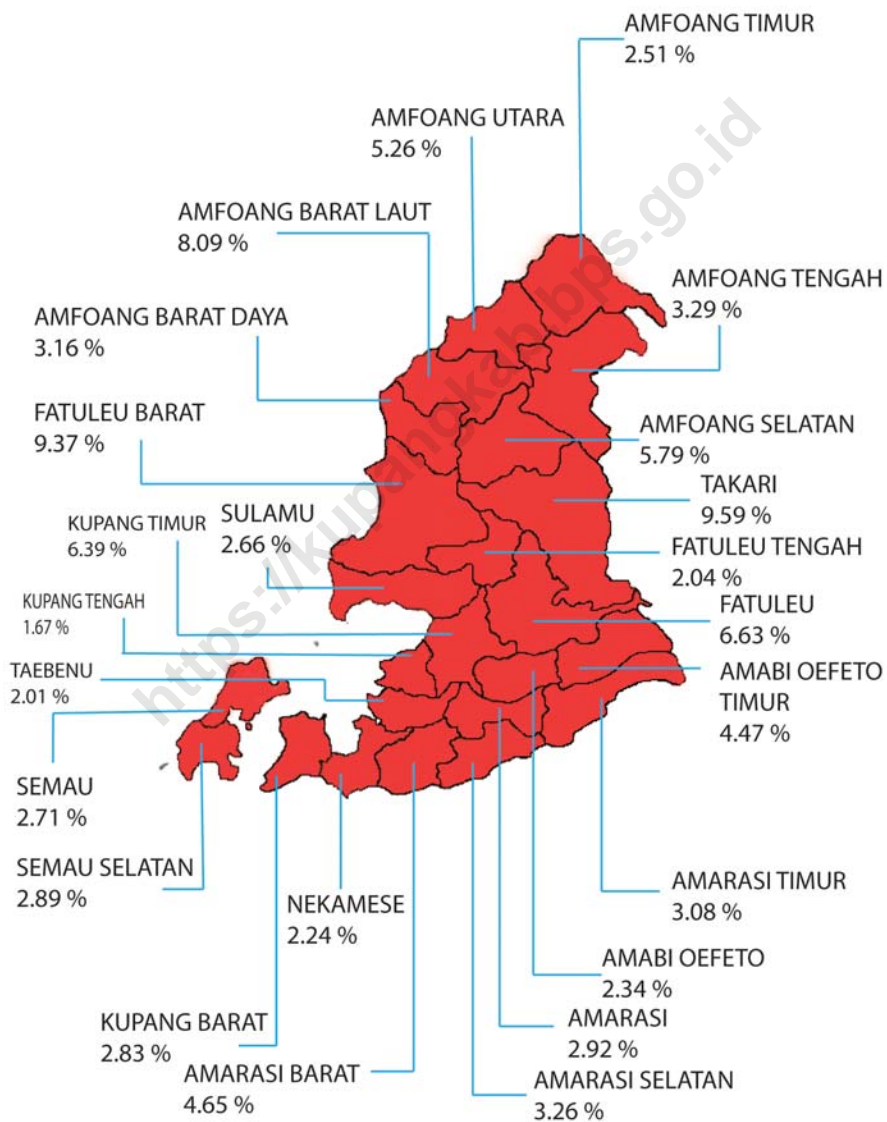 AMFOANG TIMUR
2.51 %
AMFOANG UTARA
5.26 %
AMFOANG BARAT LAUT
8.09 %
AMFOANG TENGAH
3.29 %
AMFOANG BARAT DAYA
3.16 %
FATULEU BARAT
9.37 %
AMFOANG SELATAN
5.79 %
TAKARI
9.59 %
SULAMU
2.66 %
KUPANG TIMUR
6.39 %
FATULEU TENGAH
2.04 %
KUPANG TENGAH
1.67 %
FATULEU
6.63 %
TAEBENU
2.01 %
AMABI OEFETO
TIMUR
4.47 %
SEMAU
2.71 %
SEMAU SELATAN
2.89 %
NEKAMESE
2.24 %
AMARASI TIMUR
3.08 %
AMABI OEFETO
2.34 %
KUPANG BARAT
2.83 %
AMARASI
2.92 %
AMARASI BARAT
4.65 %
AMARASI SELATAN
3.26 %
https://kupangkab.bps.go.id